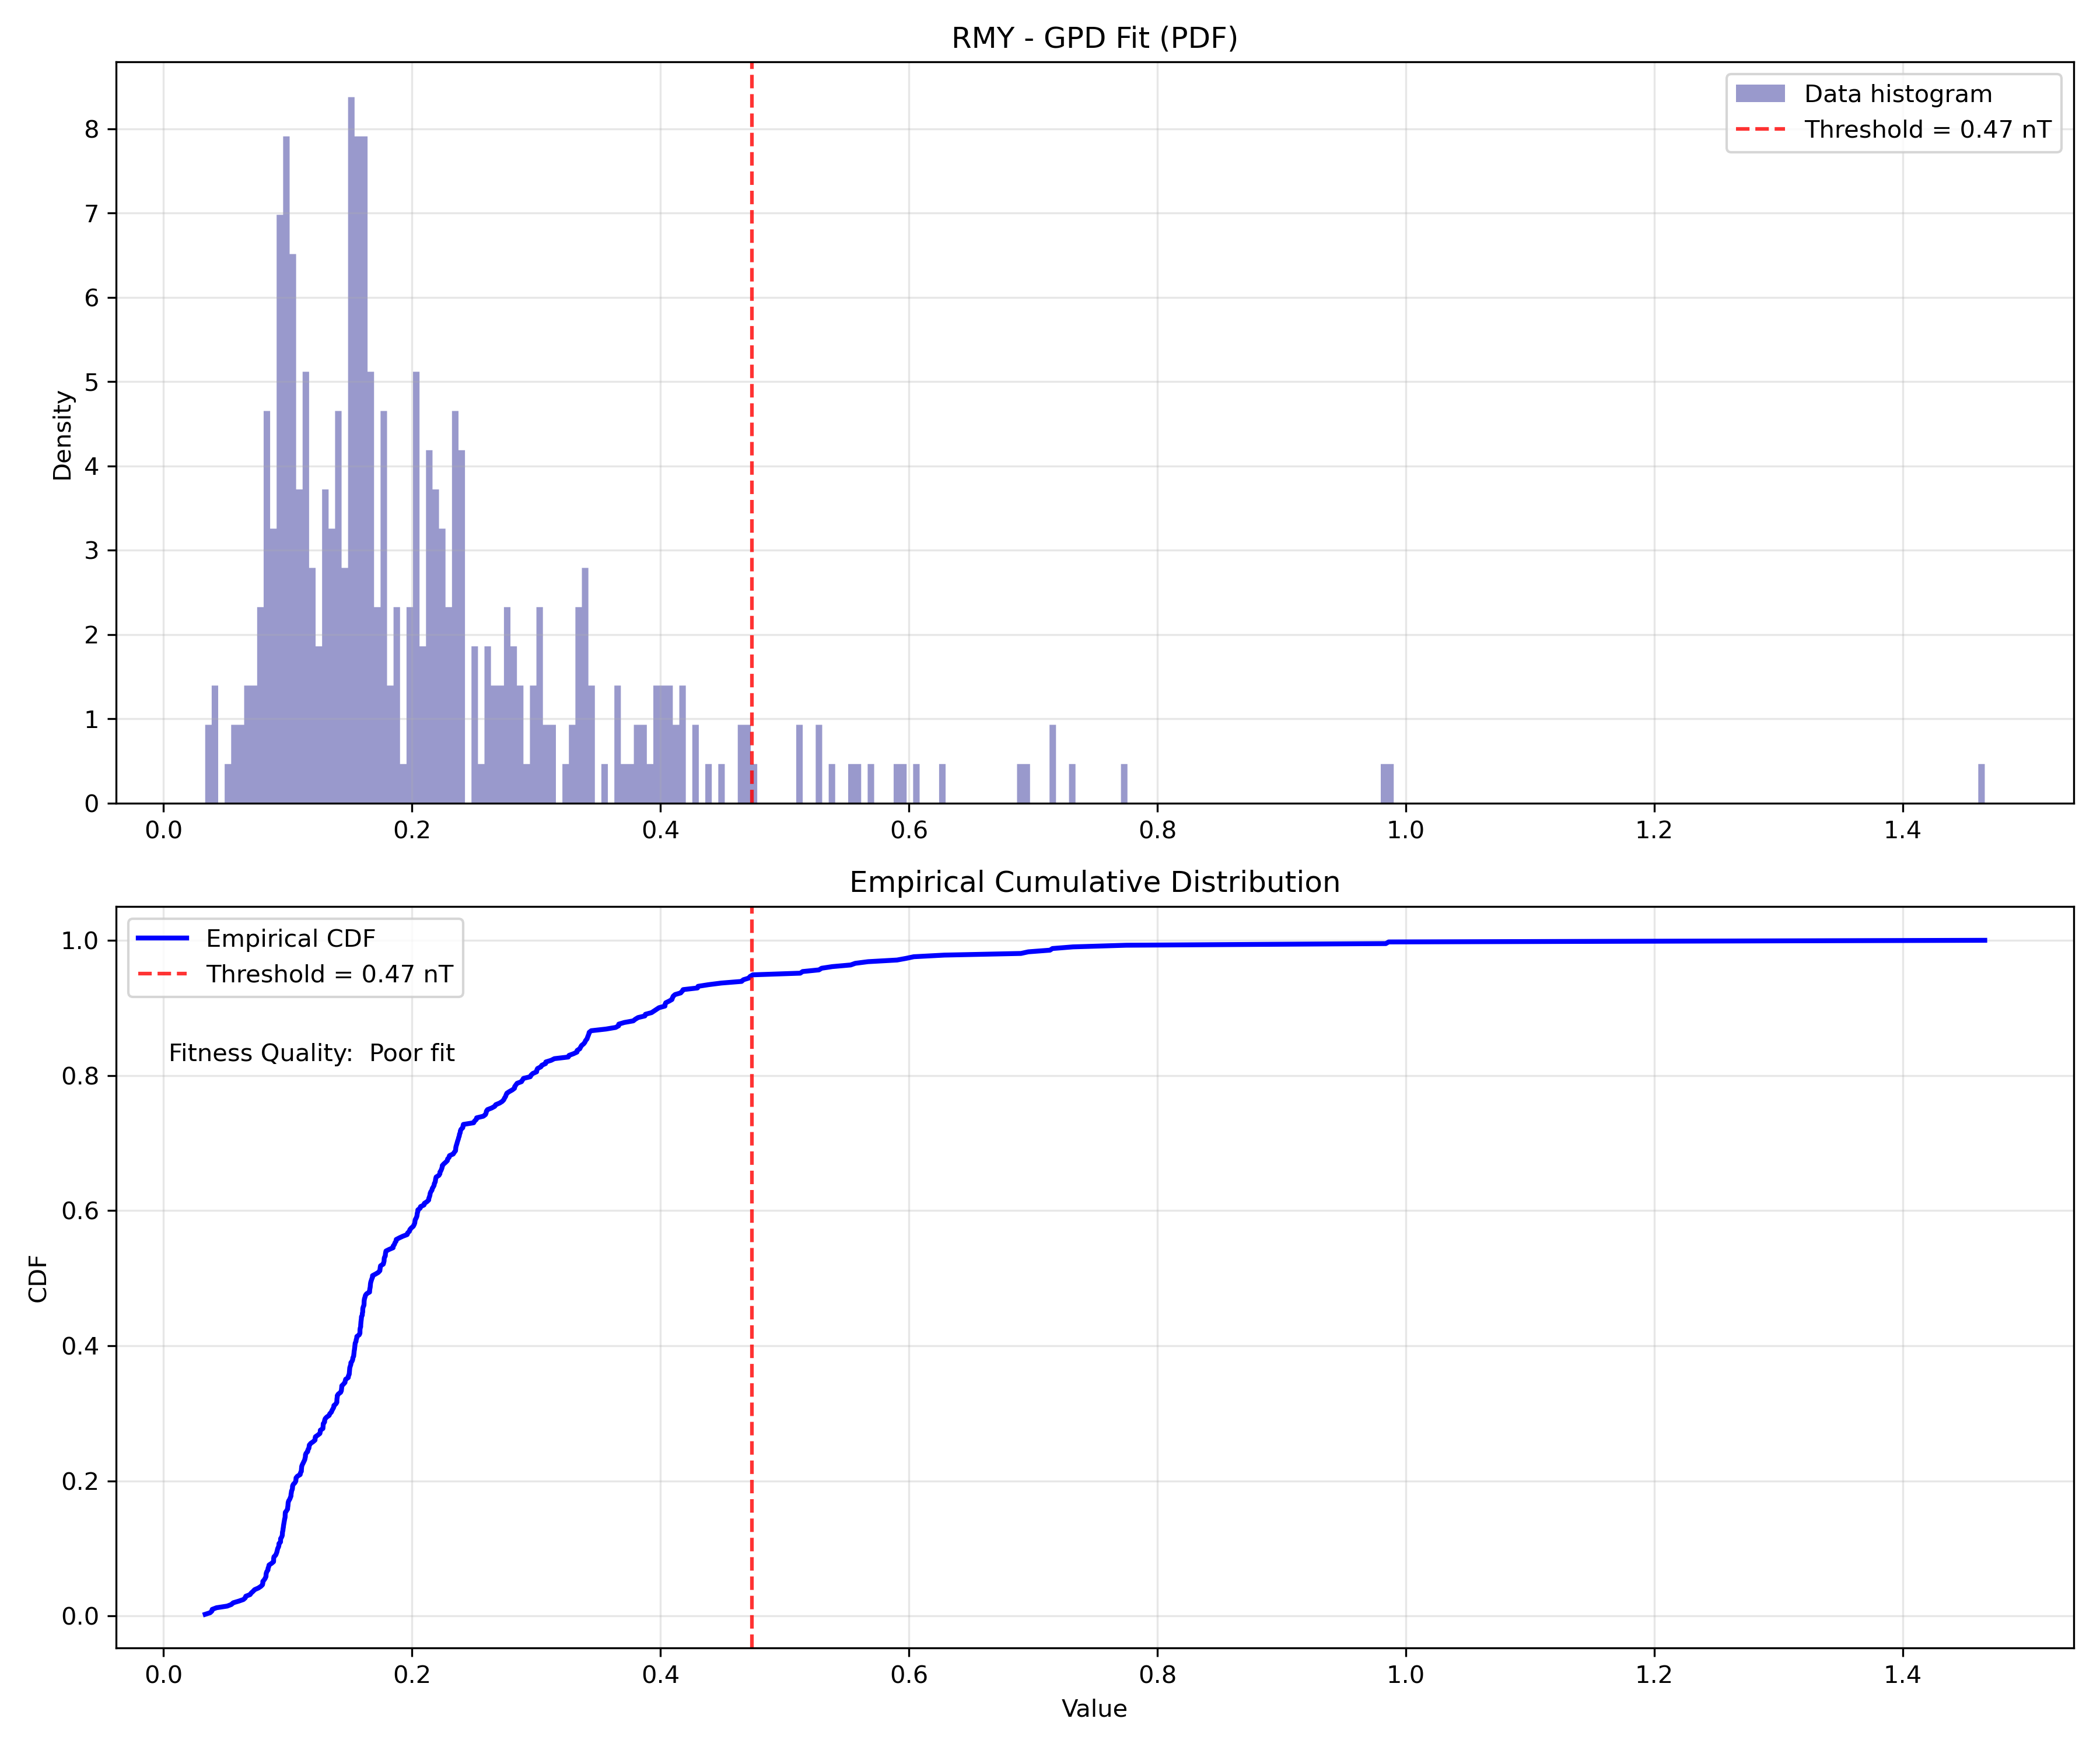 RMY - GPD Fit (PDF)
Data histogram
Threshold = 0.47 nT
Density
8
7
6
5
4
3
2
1
0
0.0 0.2 0.4 0.6 0.8 1.0 1.2 1.4
Empirical Cumulative Distribution
Empirical CDF
Threshold = 0.47 nT
Fitness Quality: Poor fit
CDF
1.0
0.8
0.6
0.4
0.2
0.0
0.0 0.2 0.4 0.6 0.8 1.0 1.2 1.4
Value